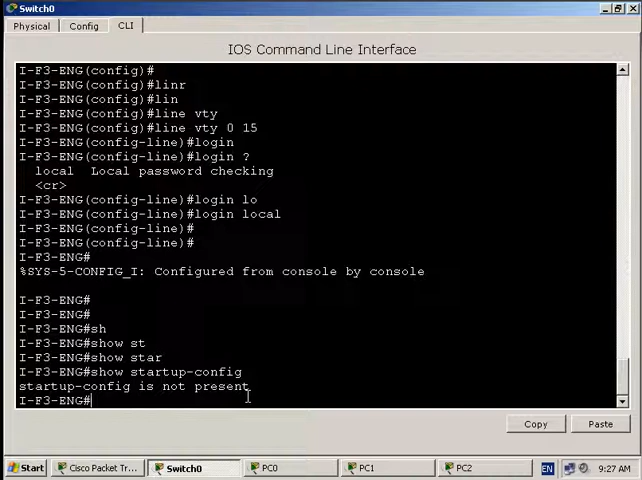 Switch0
Physical
Config
CLI
IOS Command Line Interface
I-F3-ENG(config)#
I-F3-ENG(config)#linr
I-F3-ENG(config)#lin
I-F3-ENG(config)#line vty
I-F3-ENG(config)#line vty 0 15
I-F3-ENG(config-line)#login
I-F3-ENG(config-line)#login ?
local  Local password checking
<cr>
I-F3-ENG(config-line)#login lo
I-F3-ENG(config-line)#login local
I-F3-ENG(config-line)#
I-F3-ENG(config-line)#
I-F3-ENG#
%SYS-5-CONFIG_I: Configured from console by console
I-F3-ENG#
I-F3-ENG#
I-F3-ENG#sh
I-F3-ENG#show st
I-F3-ENG#show star
I-F3-ENG#show startup-config
startup-config is not present
I-F3-ENG#
Copy
Paste
Start
Cisco Packet Tr...
Switch0
PC0
PC1
PC2
EN
9:27 AM